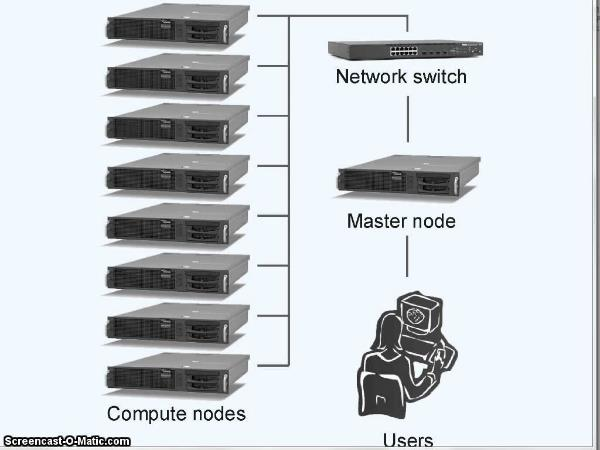 Network switch
Master node
Compute nodes
Users
Screencast-O-Matic.com